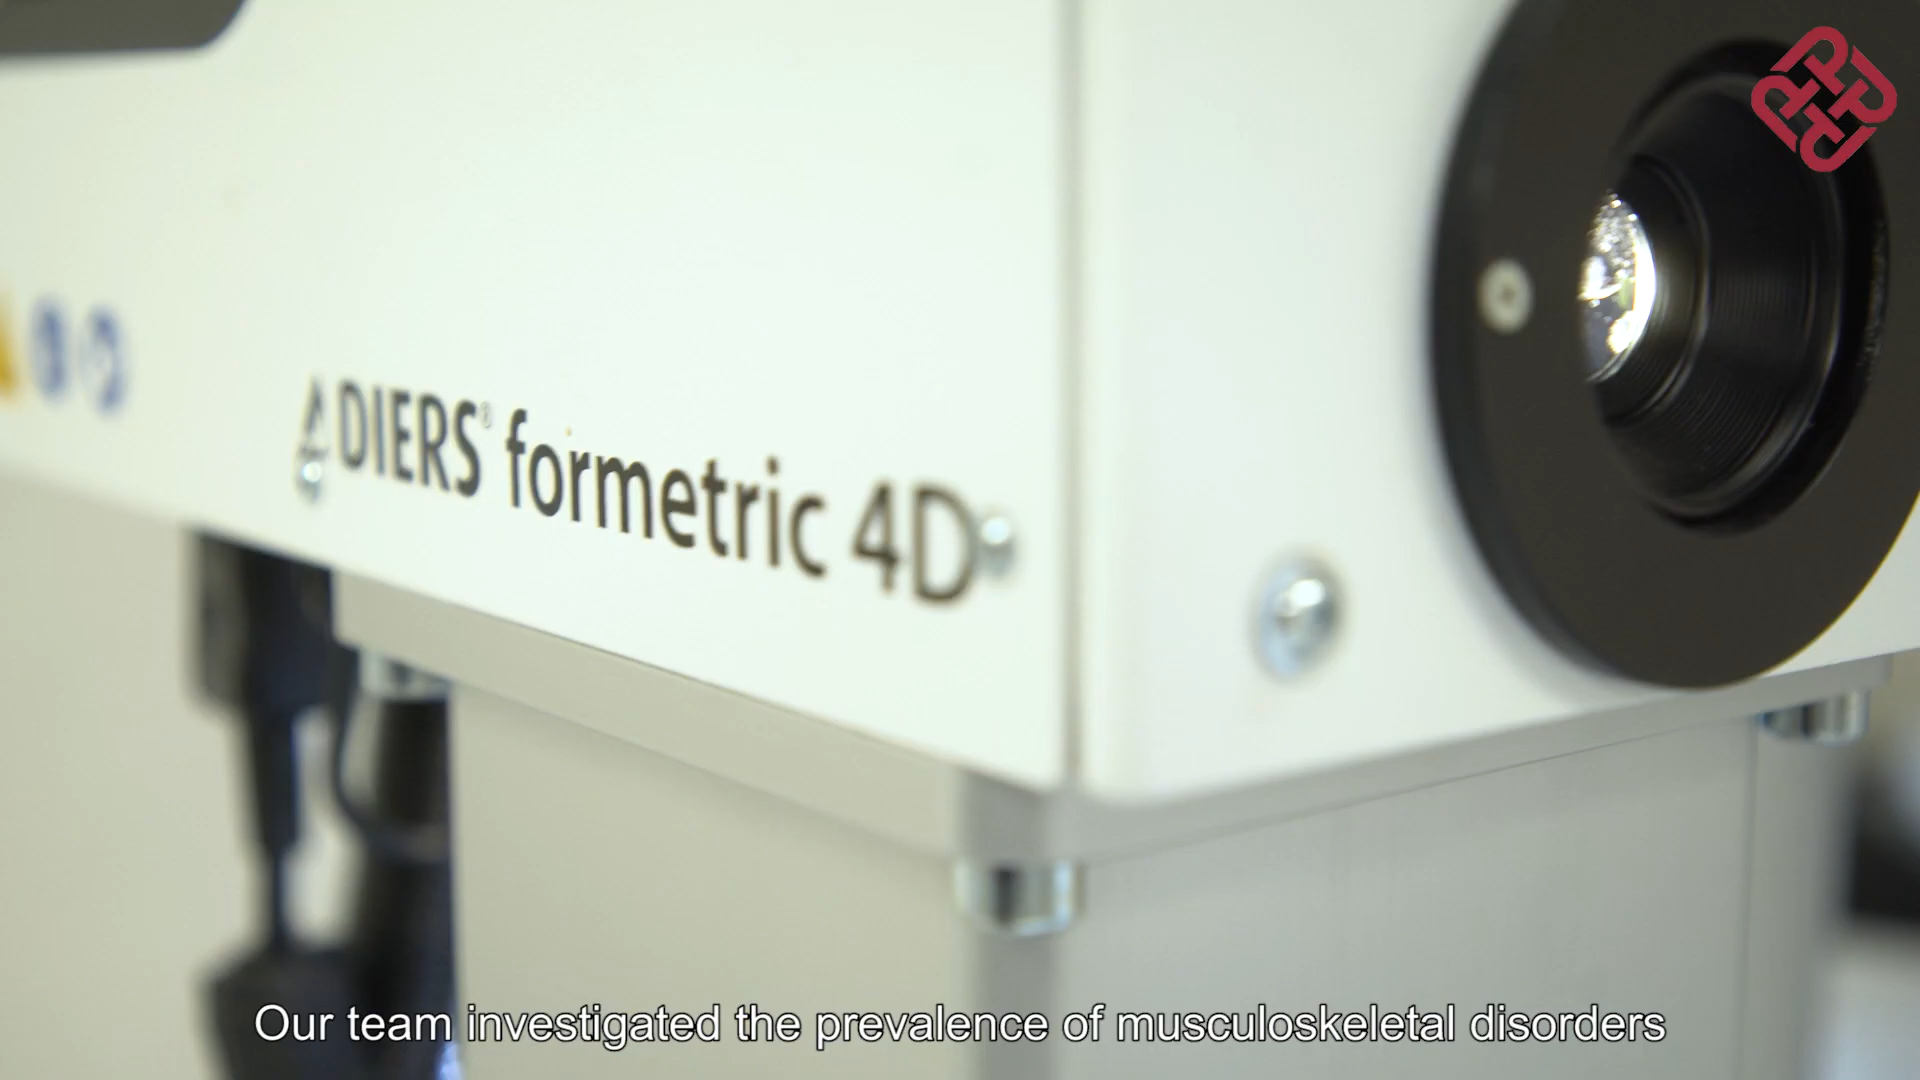 DIERS® formetric 4D
Our team investigated the prevalence of musculoskeletal disorders